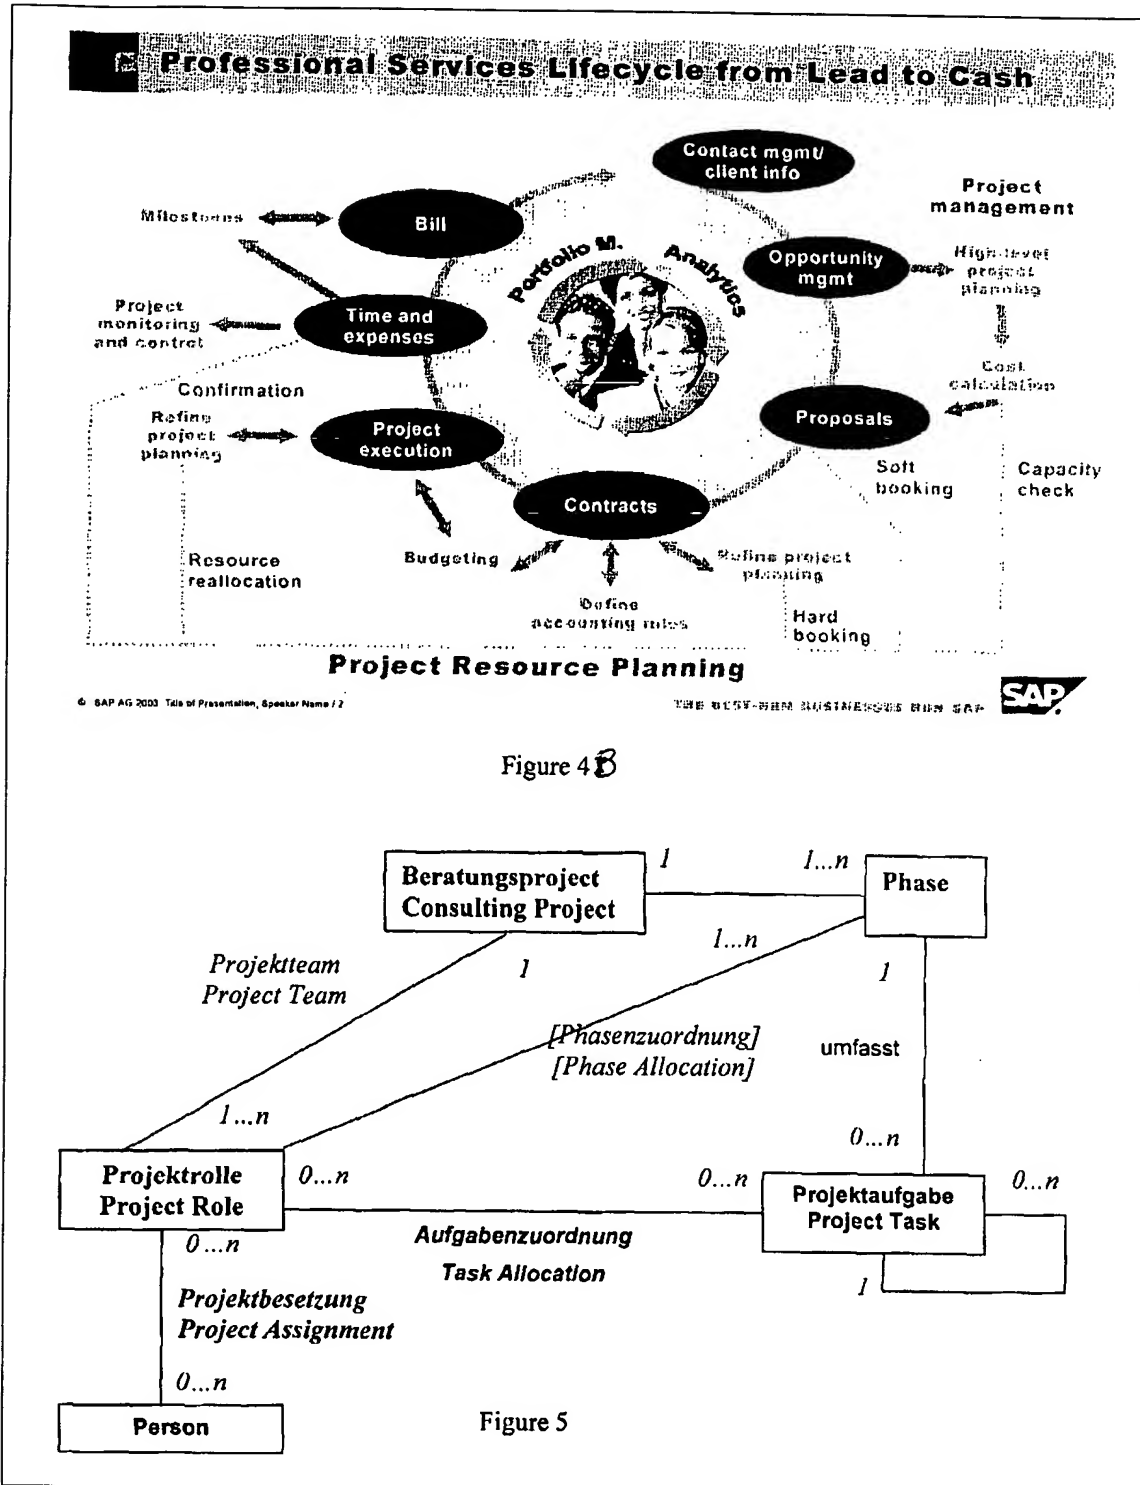 Professional Services Lifecycle from Lead to Cash
Contact mgmt/
client info
Project
management
Milestones
Bill
Portfolio M.
Analytics
Opportunity
mgmt
High-level
project
planning
Project
monitoring
and control
Time and
expenses
Cost
calculation
Confirmation
Refine
project
planning
Project
execution
Proposals
Soft
booking
Capacity
check
Contracts
Resource
reallocation
Budgeting
Refine project
planning
Define
accounting rules
Hard
booking
Project Resource Planning
© SAP AG 2003 Title of Presentation, Speaker Name / 2
THE BEST-RUN BUSINESSES RUN SAP
SAP
Figure 4B
Beratungsproject
Consulting Project
1
1...n
Phase
1...n
Projektteam
Project Team
1
1
[Phasenzuordnung]
[Phase Allocation]
umfasst
1...n
0...n
Projektrolle
Project Role
0...n
0...n
Projektaufgabe
Project Task
0...n
0...n
Aufgabenzuordnung
Task Allocation
1
Projektbesetzung
Project Assignment
0...n
Person
Figure 5